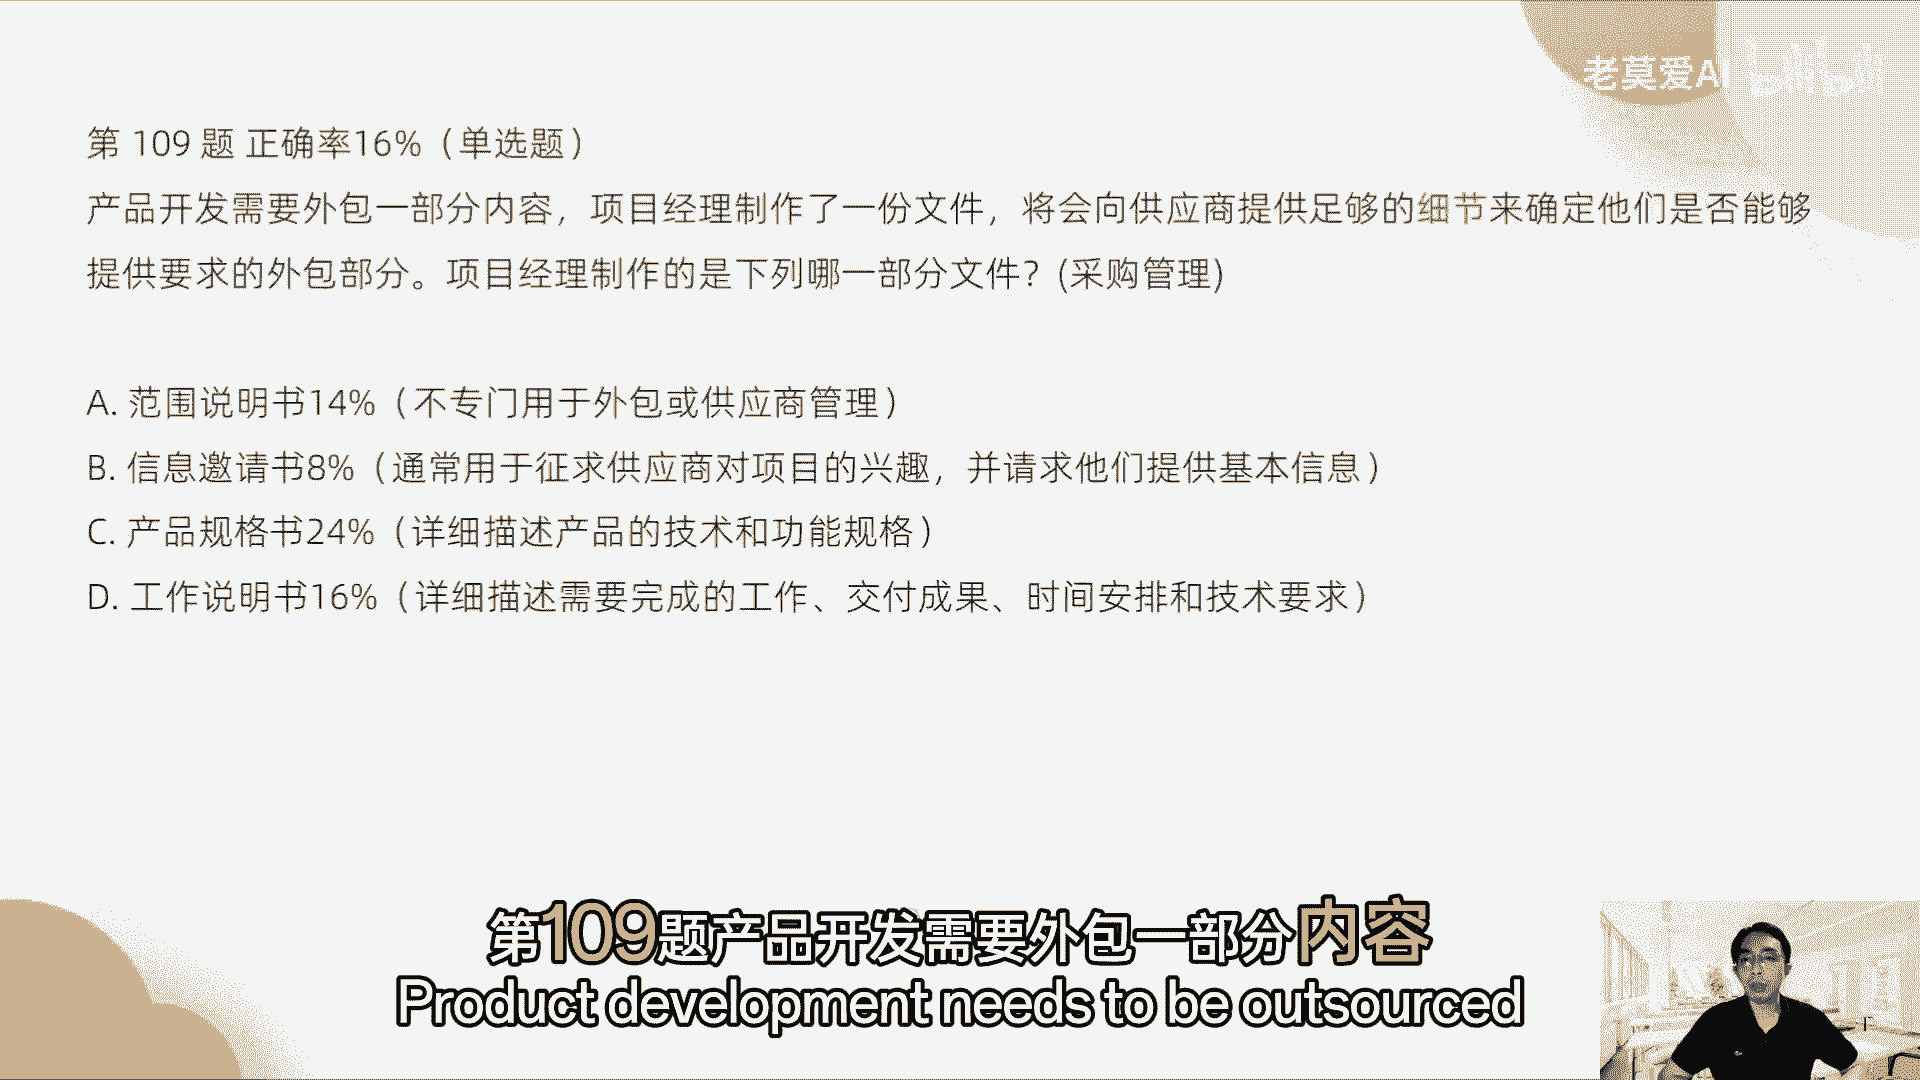 老莫爱A
第 109 题 正确率16%（单选题）
产品开发需要外包一部分内容，项目经理制作了一份文件，将会向供应商提供足够的细节来确定他们是否能够
提供要求的外包部分。项目经理制作的是下列哪一部分文件？(采购管理)
A. 范围说明书14%（不专门用于外包或供应商管理）
B. 信息邀请书8%（通常用于征求供应商对项目的兴趣，并请求他们提供基本信息）
C. 产品规格书24%（详细描述产品的技术和功能规格）
D. 工作说明书16%（详细描述需要完成的工作、交付成果、时间安排和技术要求）
第109题产品开发需要外包一部分内容
Product development needs to be outsourced